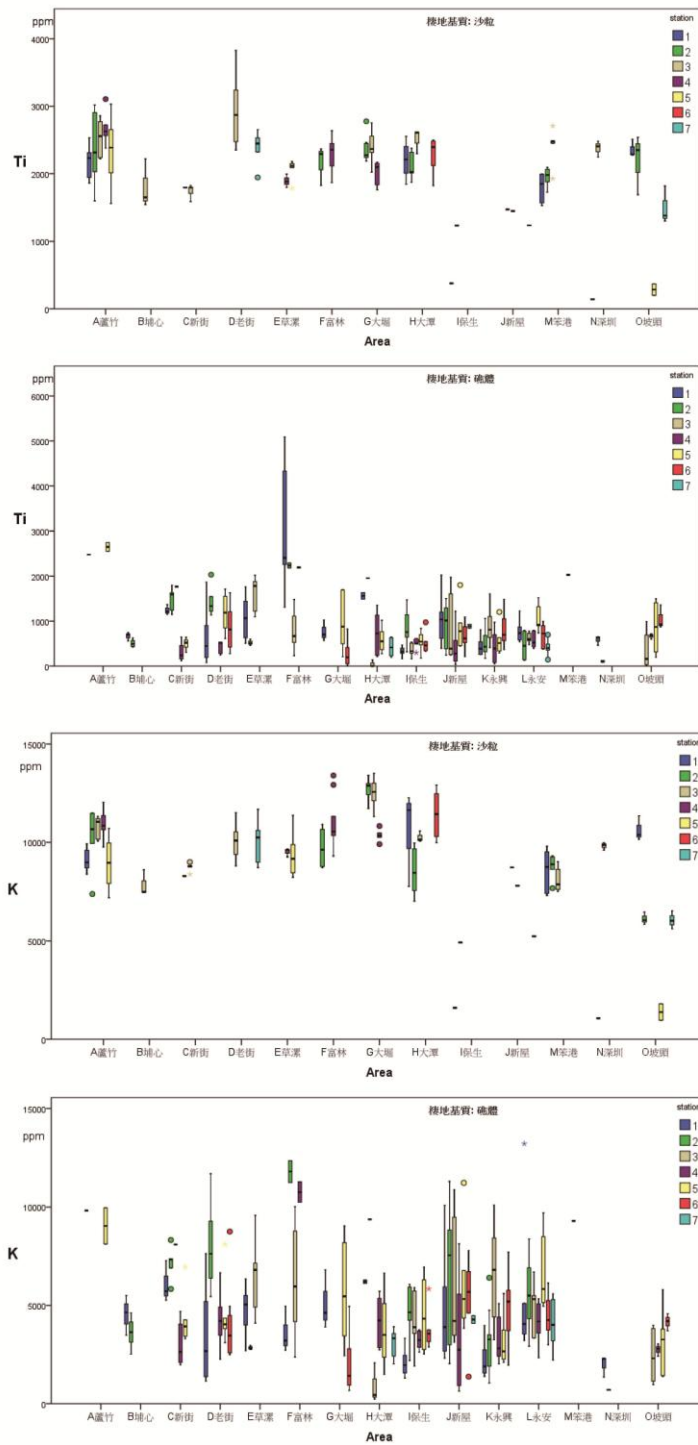 ppm
棲地基質: 沙粒
station
1
2
3
4
5
6
7
4000
3000
2000
1000
0
Ti
A蘆竹 B埔心 C新街 D老街 E草漯 F富林 G大堀 H大潭 I保生 J新屋 M笨港 N深圳 O坡頭
Area
ppm
棲地基質: 礁體
station
1
2
3
4
5
6
7
6000
5000
4000
3000
2000
1000
0
Ti
A蘆竹 B埔心 C新街 D老街 E草漯 F富林 G大堀 H大潭 I保生 J新屋 K永興 L永安 M笨港 N深圳 O坡頭
Area
15000
ppm
棲地基質: 沙粒
station
1
2
3
4
5
6
7
10000
5000
0
K
A蘆竹 B埔心 C新街 D老街 E草漯 F富林 G大堀 H大潭 I保生 J新屋 M笨港 N深圳 O坡頭
Area
15000
ppm
棲地基質: 礁體
station
1
2
3
4
5
6
7
10000
5000
0
K
A蘆竹 B埔心 C新街 D老街 E草漯 F富林 G大堀 H大潭 I保生 J新屋 K永興 L永安 M笨港 N深圳 O坡頭
Area